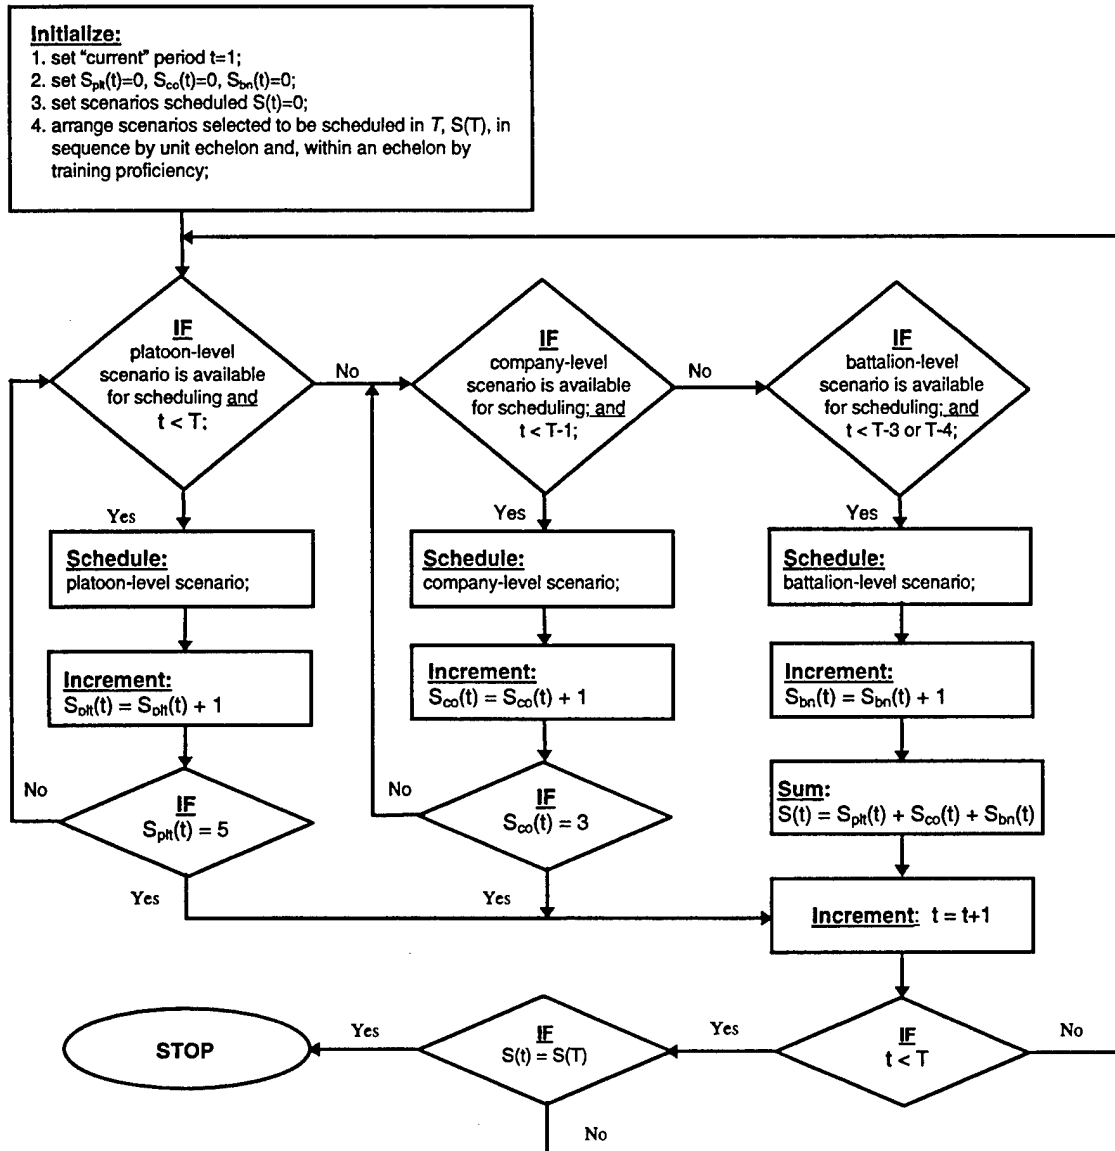 Initialize:
1. set "current" period t=1;
2. set Splt(t)=0, Sco(t)=0, Sbn(t)=0;
3. set scenarios scheduled S(t)=0;
4. arrange scenarios selected to be scheduled in T, S(T), in
sequence by unit echelon and, within an echelon by
training proficiency;
IF
platoon-level
scenario is available
for scheduling and
t < T;
No
IF
company-level
scenario is available
for scheduling; and
t < T-1;
No
IF
battalion-level
scenario is available
for scheduling; and
t < T-3 or T-4;
Yes
Yes
Yes
Schedule:
platoon-level scenario;
Schedule:
company-level scenario;
Schedule:
battalion-level scenario;
Increment:
Splt(t) = Splt(t) + 1
Increment:
Sco(t) = Sco(t) + 1
Increment:
Sbn(t) = Sbn(t) + 1
No
IF
Splt(t) = 5
No
IF
Sco(t) = 3
Sum:
S(t) = Splt(t) + Sco(t) + Sbn(t)
Yes
Yes
Increment: t = t+1
STOP
Yes
IF
S(t) = S(T)
Yes
IF
t < T
No
No